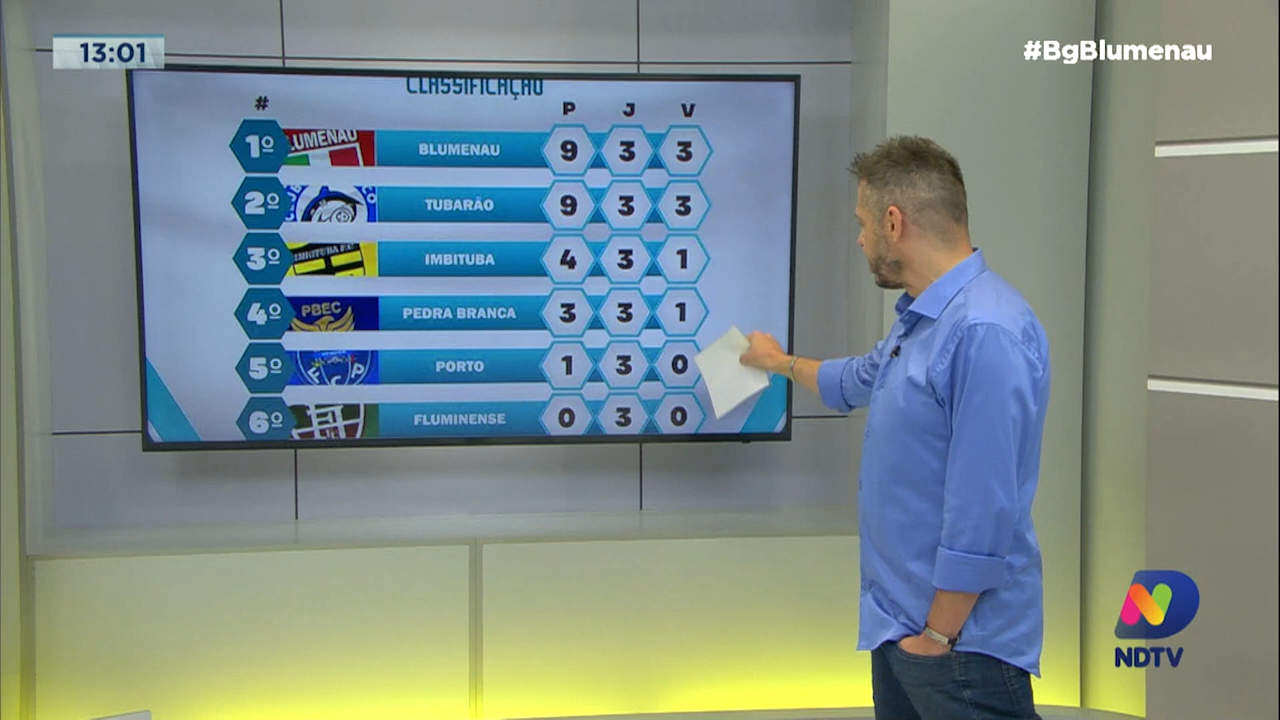 13:01
#BgBlumenau
CLASSIFICAÇÃO
# P J V
1º BLUMENAU BLUMENAU 9 3 3
2º TUBARÃO 9 3 3
3º IMBITUBA F.C. IMBITUBA 4 3 1
4º PBEC PEDRA BRANCA 3 3 1
5º FCP PORTO 1 3 0
6º FLUMINENSE 0 3 0
NDTV